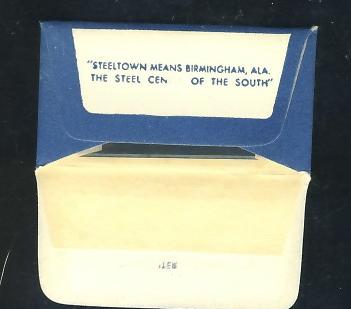 "STEELTOWN MEANS BIRMINGHAM, ALA.
THE STEEL CEN OF THE SOUTH"